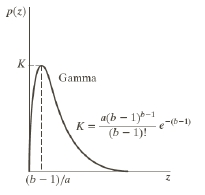 p(z)
K
Gamma
K = a(b − 1)^{b−1} / (b − 1)! e^{−(b−1)}
(b − 1)/a
z